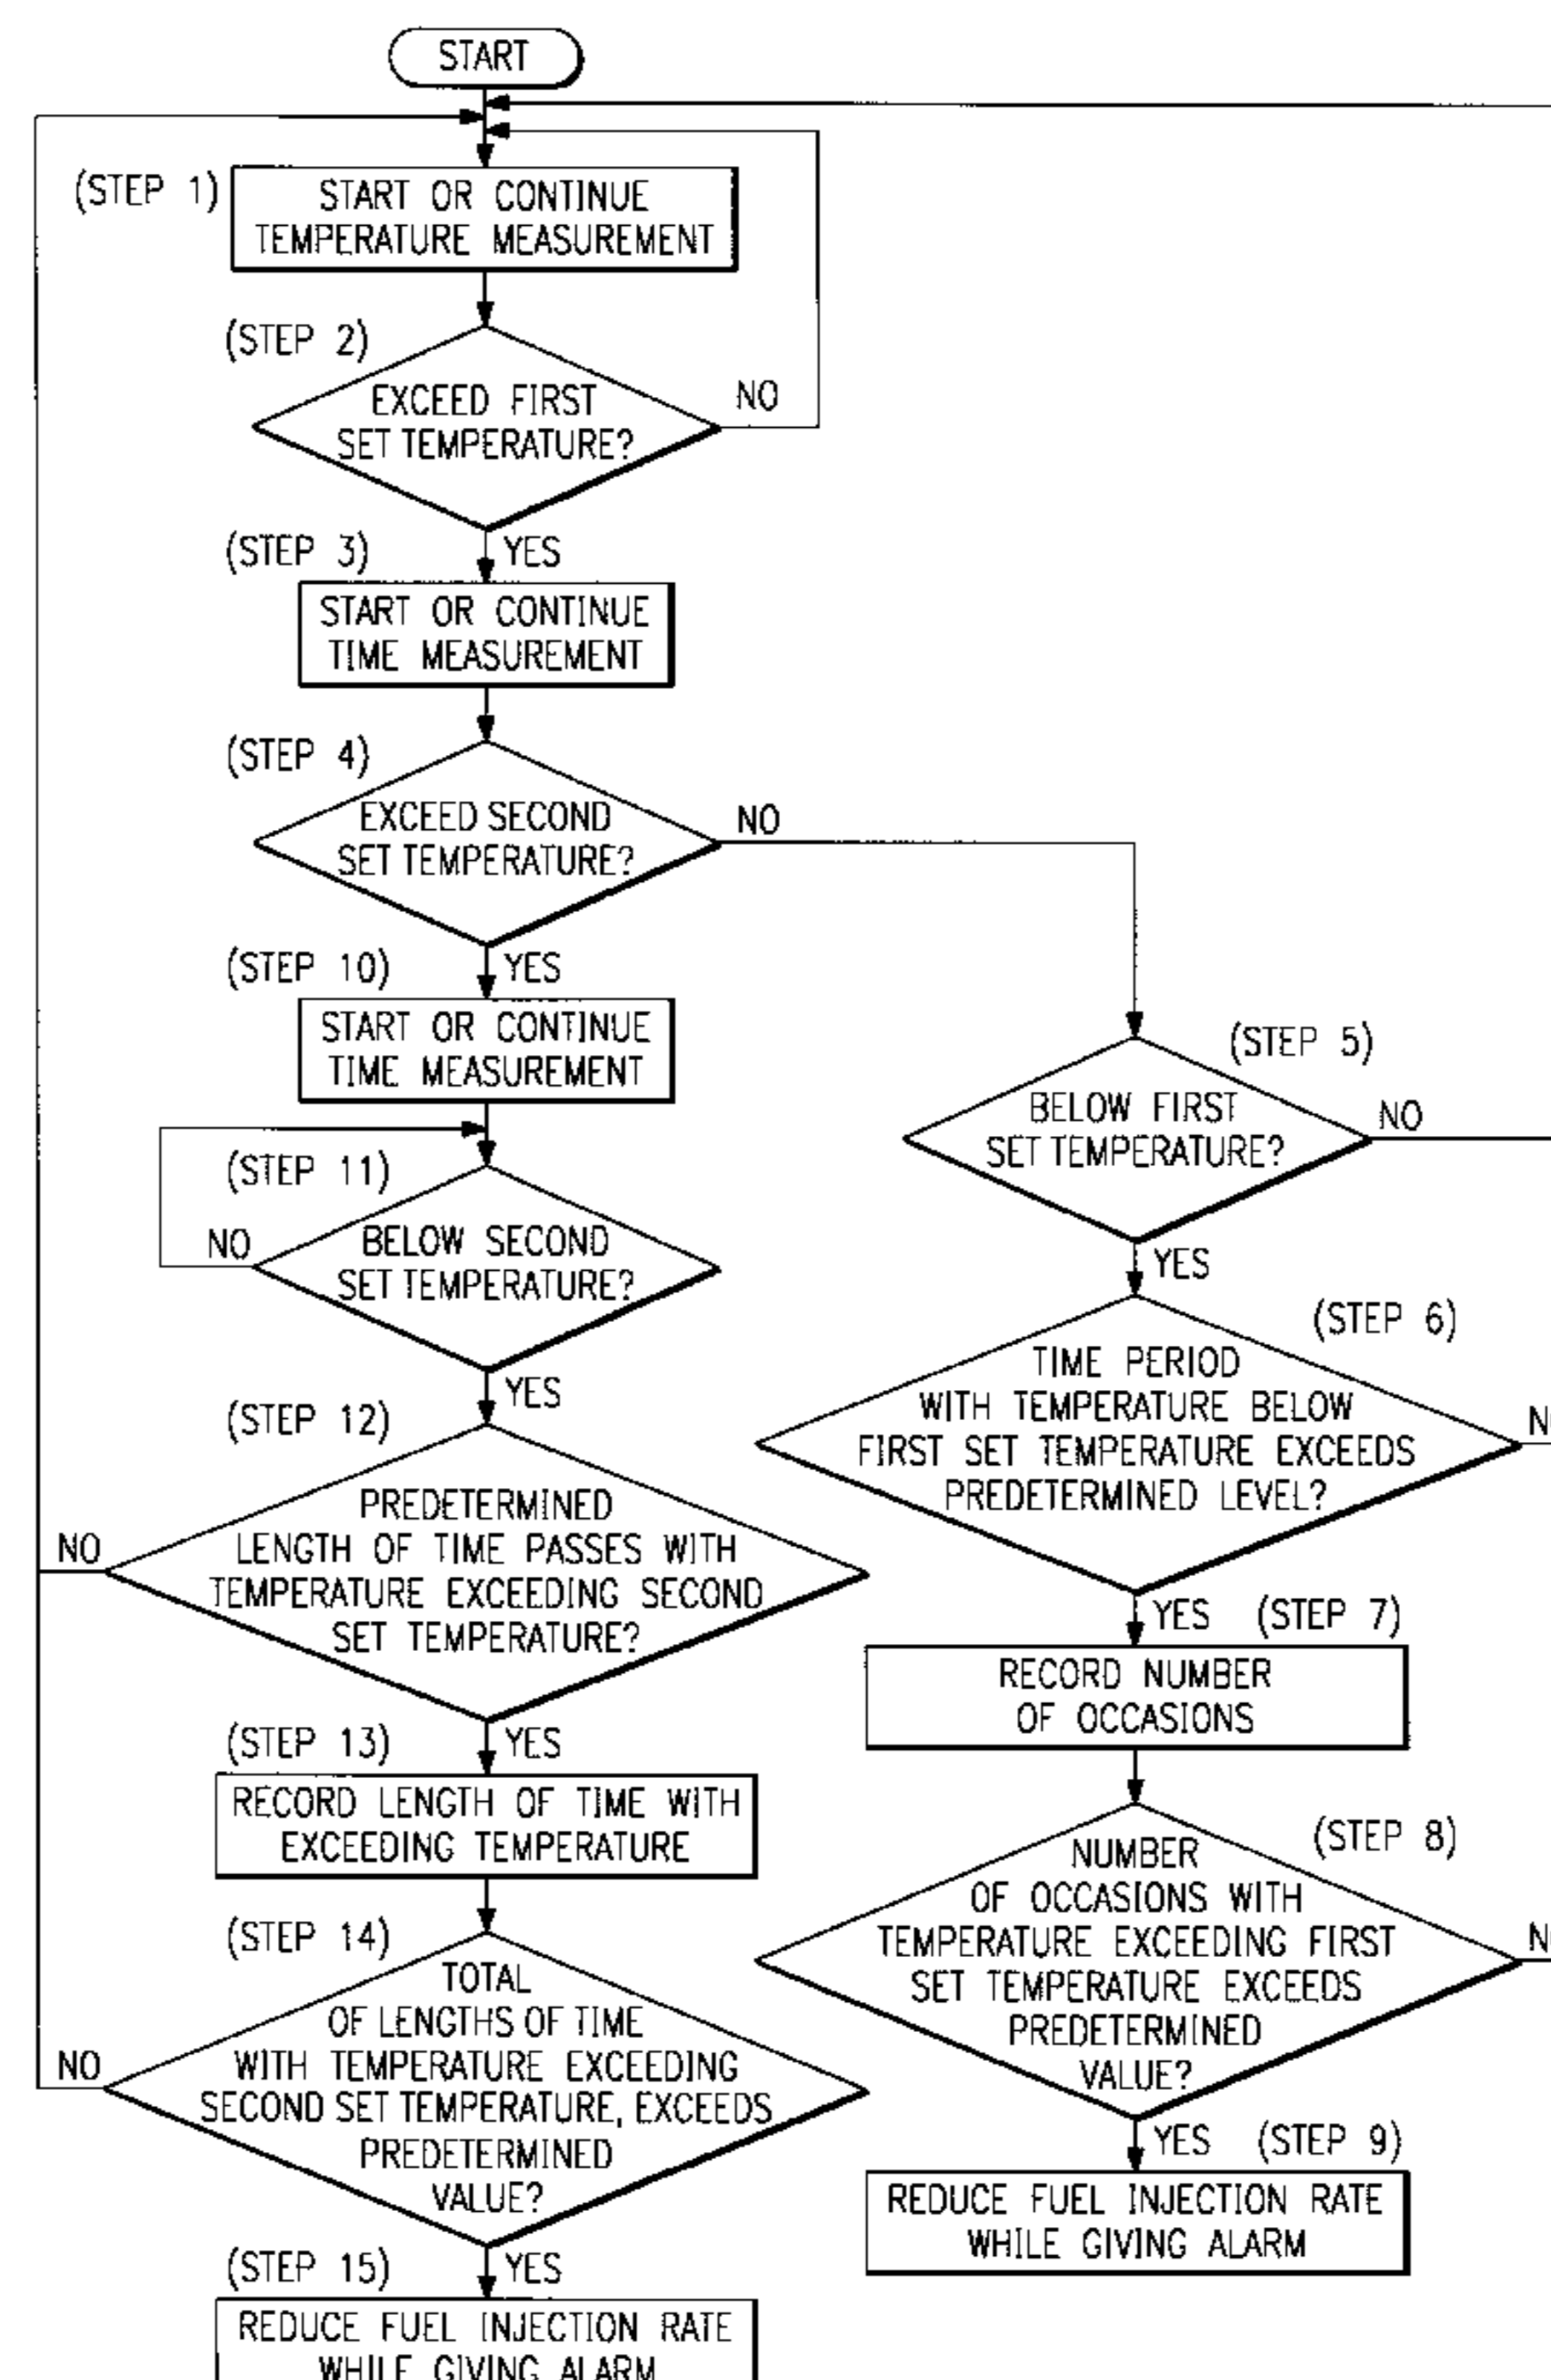 START
(STEP 1)
START OR CONTINUE
TEMPERATURE MEASUREMENT
(STEP 2)
EXCEED FIRST
SET TEMPERATURE?
NO
(STEP 3)
YES
START OR CONTINUE
TIME MEASUREMENT
(STEP 4)
EXCEED SECOND
SET TEMPERATURE?
NO
(STEP 10)
YES
START OR CONTINUE
TIME MEASUREMENT
(STEP 11)
NO
BELOW SECOND
SET TEMPERATURE?
YES
(STEP 12)
PREDETERMINED
LENGTH OF TIME PASSES WITH
TEMPERATURE EXCEEDING SECOND
SET TEMPERATURE?
NO
(STEP 13)
YES
RECORD LENGTH OF TIME WITH
EXCEEDING TEMPERATURE
(STEP 14)
TOTAL
OF LENGTHS OF TIME
WITH TEMPERATURE EXCEEDING
SECOND SET TEMPERATURE, EXCEEDS
PREDETERMINED
VALUE?
NO
(STEP 15)
YES
REDUCE FUEL INJECTION RATE
WHILE GIVING ALARM
(STEP 5)
BELOW FIRST
SET TEMPERATURE?
NO
YES
(STEP 6)
TIME PERIOD
WITH TEMPERATURE BELOW
FIRST SET TEMPERATURE EXCEEDS
PREDETERMINED LEVEL?
YES (STEP 7)
RECORD NUMBER
OF OCCASIONS
(STEP 8)
NUMBER
OF OCCASIONS WITH
TEMPERATURE EXCEEDING FIRST
SET TEMPERATURE EXCEEDS
PREDETERMINED
VALUE?
YES (STEP 9)
REDUCE FUEL INJECTION RATE
WHILE GIVING ALARM